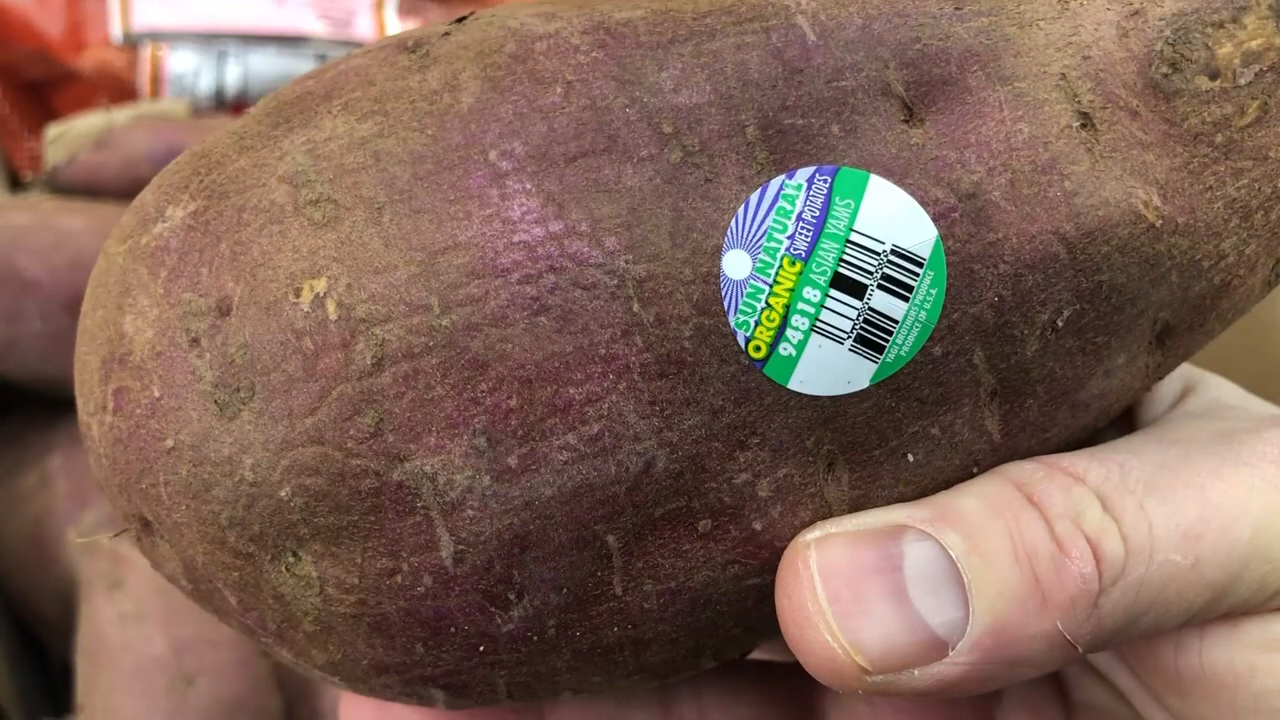 SUN NATURAL
ORGANIC SWEET POTATOES
94818 ASIAN YAMS
YAGI BROTHERS PRODUCE
PRODUCE OF U.S.A.